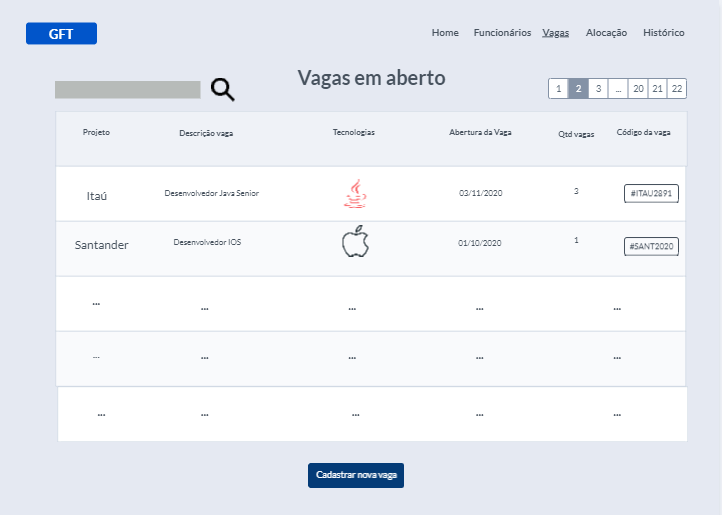 GFT
Home Funcionários Vagas Alocação Histórico
Vagas em aberto
1 2 3 ... 20 21 22
Projeto Descrição vaga Tecnologias Abertura da Vaga Qtd vagas Código da vaga
Itaú Desenvolvedor Java Senior 03/11/2020 3 #ITAU2891
Santander Desenvolvedor IOS 01/10/2020 1 #SANT2020
... ... ... ... ...
... ... ... ... ...
... ... ... ... ...
Cadastrar nova vaga